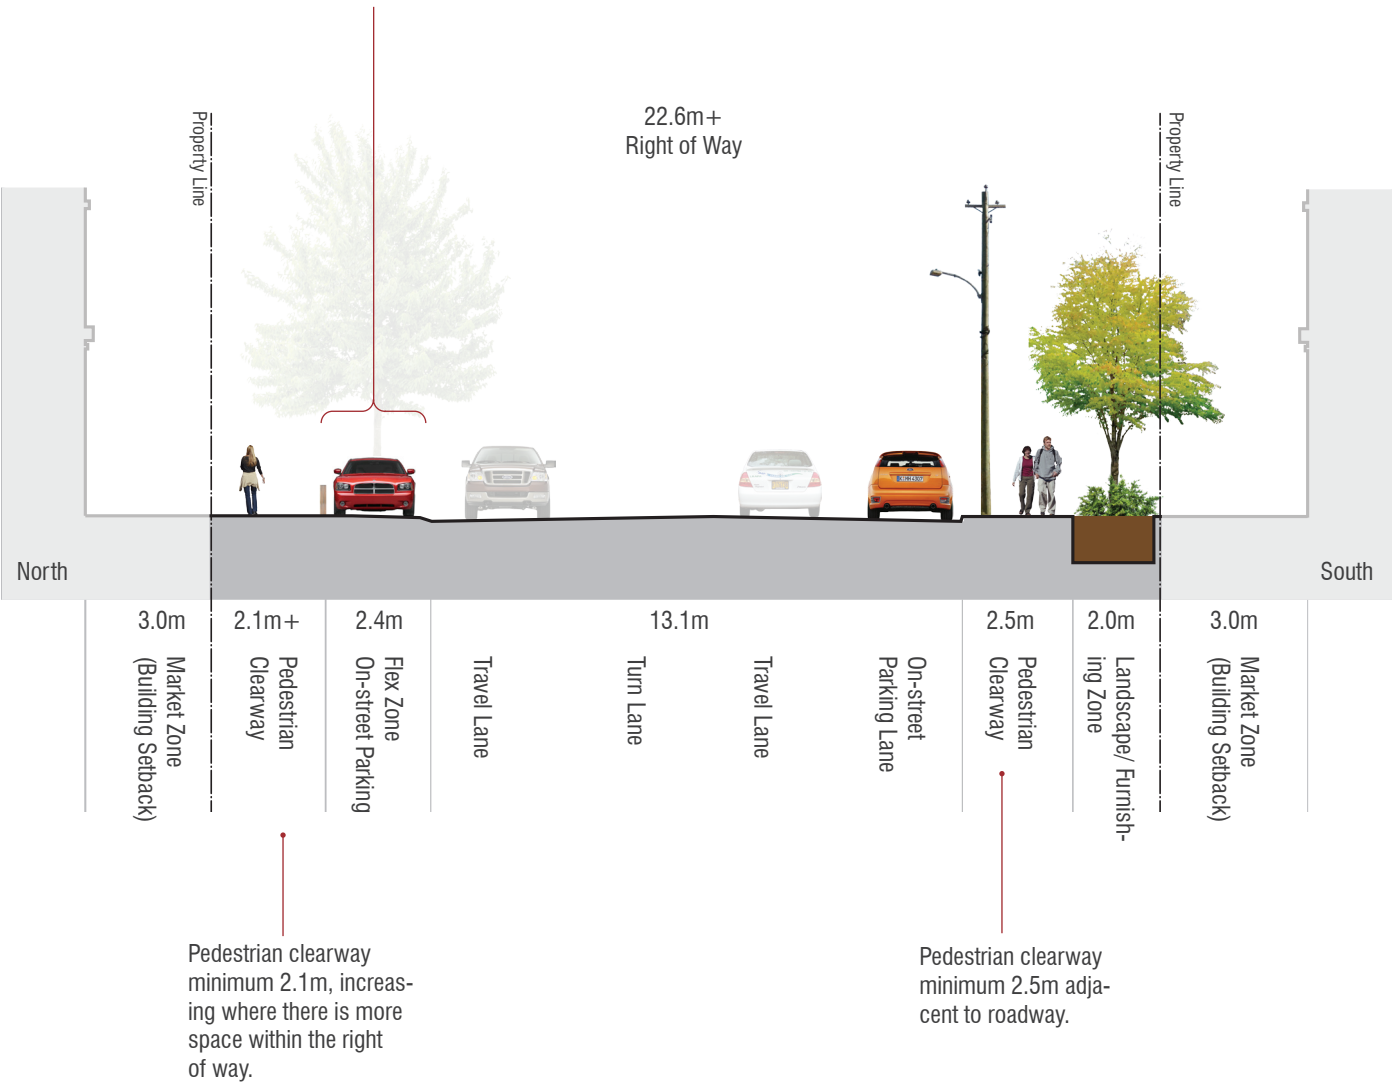 22.6m+
Right of Way
Property Line
Property Line
North
South
3.0m
2.1m+
2.4m
13.1m
2.5m
2.0m
3.0m
Market Zone
(Building Setback)
Pedestrian
Clearway
Flex Zone
On-street Parking
Travel Lane
Turn Lane
Travel Lane
On-street
Parking Lane
Pedestrian
Clearway
Landscape/ Furnish-
ing Zone
Market Zone
(Building Setback)
Pedestrian clearway
minimum 2.1m, increas-
ing where there is more
space within the right
of way.
Pedestrian clearway
minimum 2.5m adja-
cent to roadway.